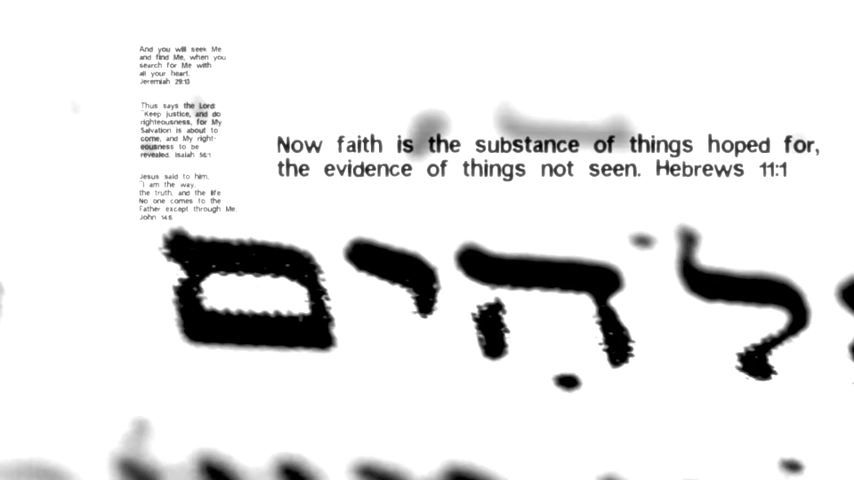 And you will seek Me
and find Me, when you
search for Me with
all your heart.
Jeremiah 29:13
Thus says the Lord:
"Keep justice, and do
righteousness, for My
Salvation is about to
come, and My right-
eousness to be
revealed. Isaiah 56:1
Jesus said to him,
"I am the way,
the truth, and the life
No one comes to the
Father except through Me.
John 14:6
Now faith is the substance of things hoped for,
the evidence of things not seen. Hebrews 11:1
להים